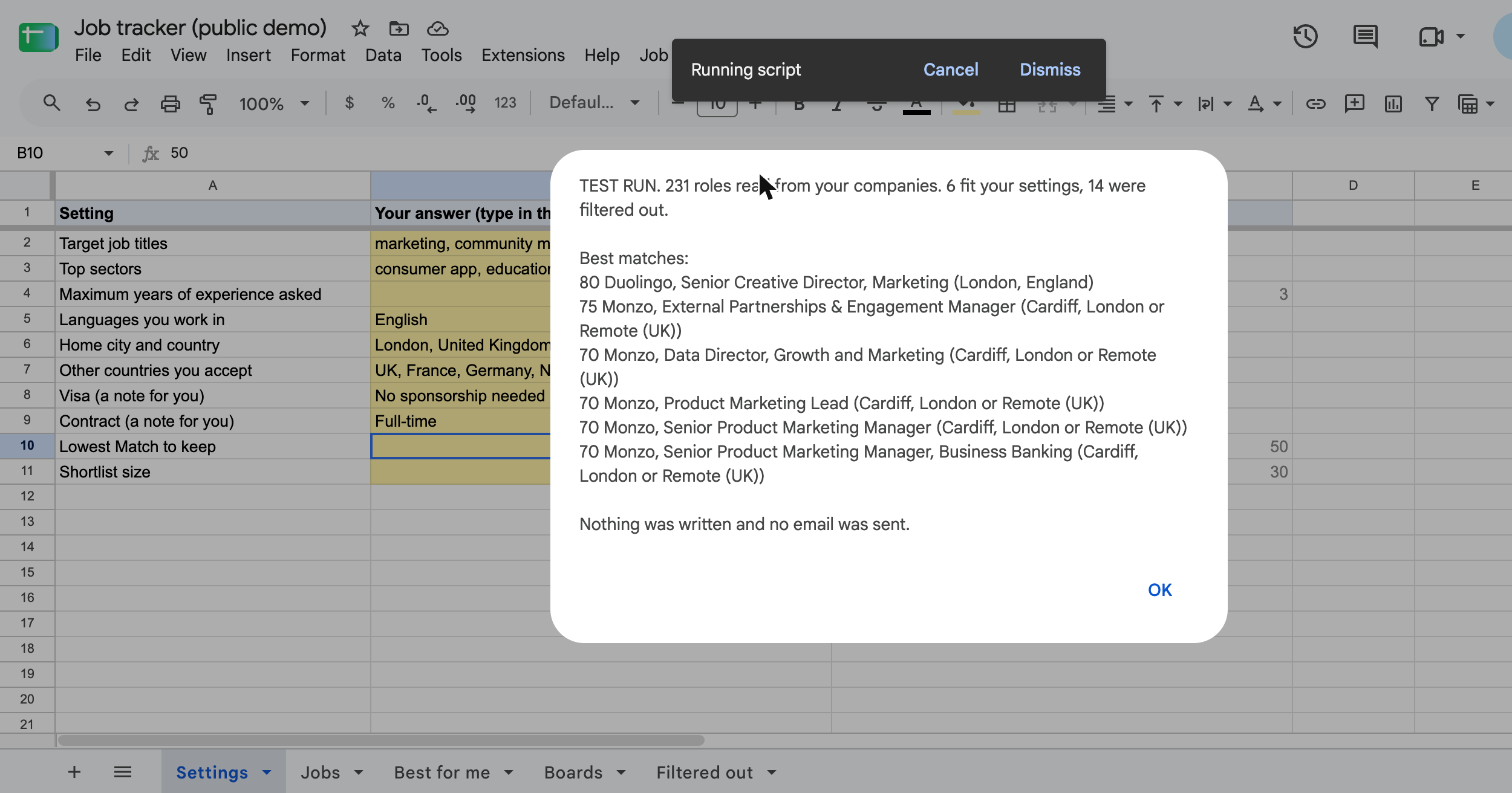 Job tracker (public demo)
File Edit View Insert Format Data Tools Extensions Help Job
Running script Cancel Dismiss
100% $ % .0 .00 123 Defaul... 10 B I A A
B10 fx 50
A D E
1 Setting Your answer (type in th
2 Target job titles marketing, community m
3 Top sectors consumer app, education
4 Maximum years of experience asked 3
5 Languages you work in English
6 Home city and country London, United Kingdom
7 Other countries you accept UK, France, Germany, N
8 Visa (a note for you) No sponsorship needed
9 Contract (a note for you) Full-time
10 Lowest Match to keep 50
11 Shortlist size 30
12
13
14
15
16
17
18
19
20
21
TEST RUN. 231 roles read from your companies. 6 fit your settings, 14 were
filtered out.
Best matches:
80 Duolingo, Senior Creative Director, Marketing (London, England)
75 Monzo, External Partnerships & Engagement Manager (Cardiff, London or
Remote (UK))
70 Monzo, Data Director, Growth and Marketing (Cardiff, London or Remote
(UK))
70 Monzo, Product Marketing Lead (Cardiff, London or Remote (UK))
70 Monzo, Senior Product Marketing Manager (Cardiff, London or Remote (UK))
70 Monzo, Senior Product Marketing Manager, Business Banking (Cardiff,
London or Remote (UK))
Nothing was written and no email was sent.
OK
Settings Jobs Best for me Boards Filtered out